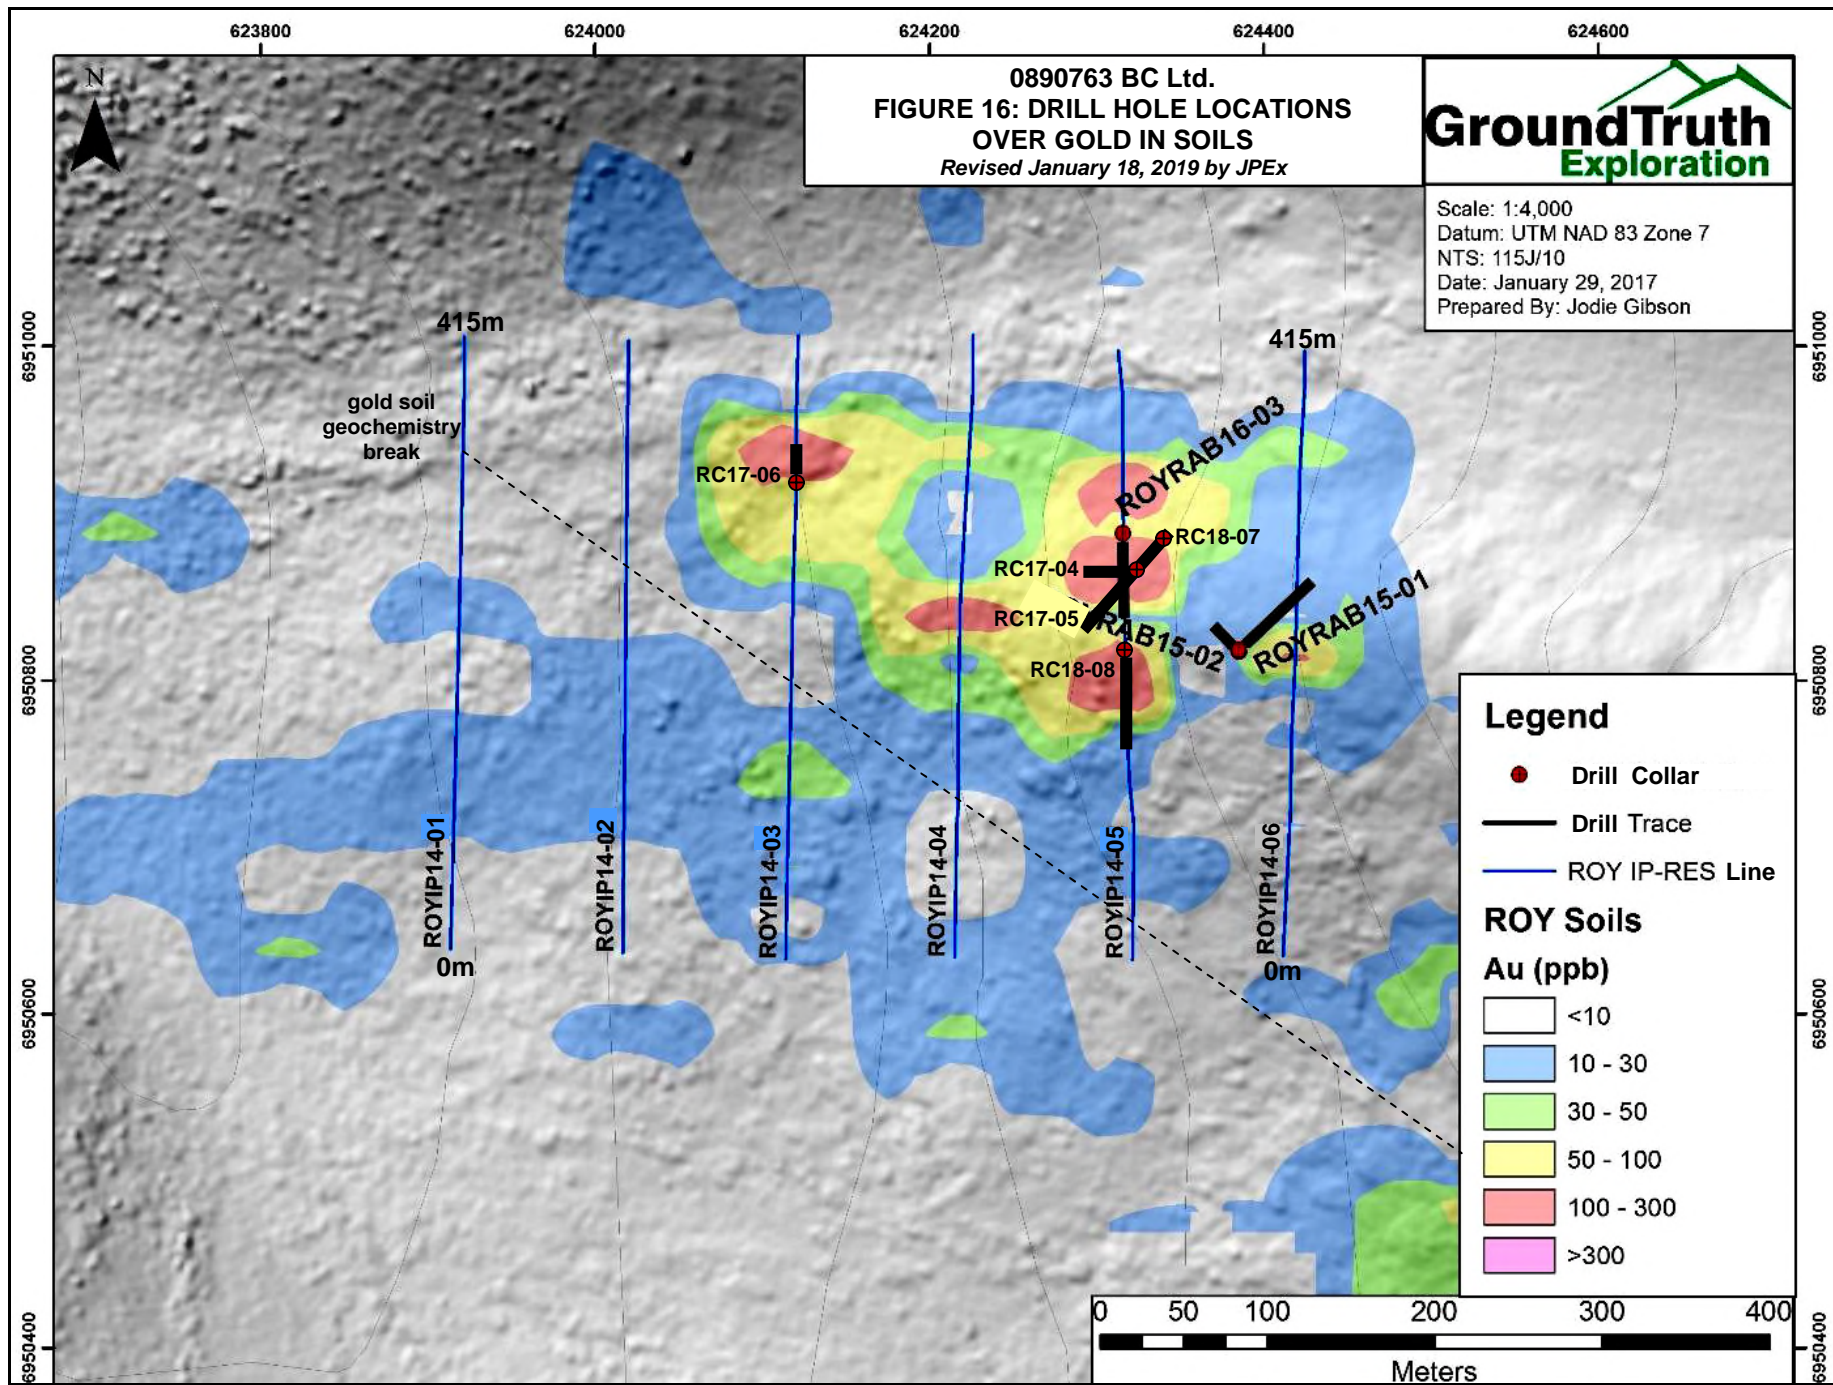 623800
624000
624200
624400
624600
N
0890763 BC Ltd.
FIGURE 16: DRILL HOLE LOCATIONS
OVER GOLD IN SOILS
Revised January 18, 2019 by JPEx
GroundTruth
Exploration
Scale: 1:4,000
Datum: UTM NAD 83 Zone 7
NTS: 115J/10
Date: January 29, 2017
Prepared By: Jodie Gibson
6951000
6951000
415m
415m
gold soil
geochemistry
break
ROYRAB16-03
RC17-06
RC18-07
RC17-04
RC17-05
RAB15-02
ROYRAB15-01
RC18-08
6950800
6950800
ROYIP14-01
ROYIP14-02
ROYIP14-03
ROYIP14-04
ROYIP14-05
ROYIP14-06
0m
0m
6950600
6950600
Legend
Drill Collar
Drill Trace
ROY IP-RES Line
ROY Soils
Au (ppb)
<10
10 - 30
30 - 50
50 - 100
100 - 300
>300
0 50 100 200 300 400
Meters
6950400
6950400